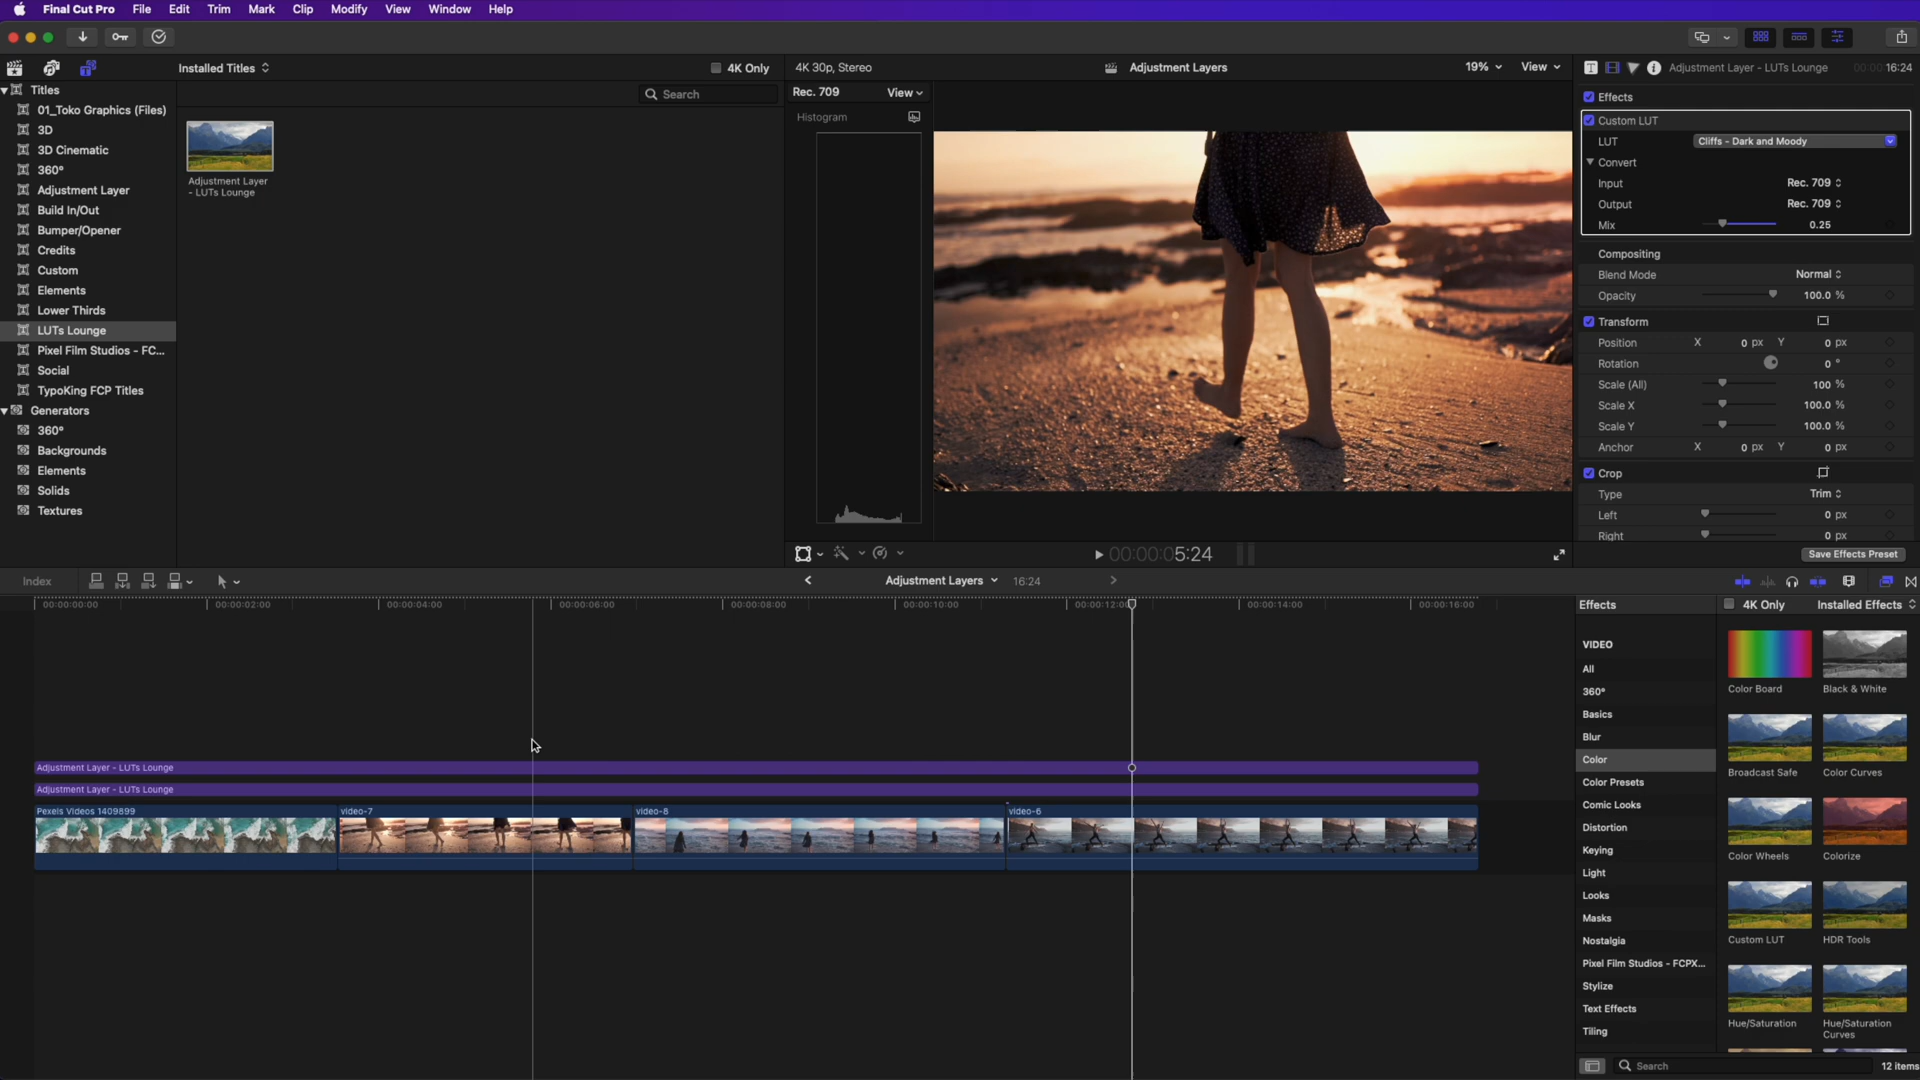 Final Cut Pro File Edit Trim Mark Clip Modify View Window Help
Installed Titles
4K Only
Search
Titles
01_Toko Graphics (Files)
3D
3D Cinematic
360°
Adjustment Layer
Build In/Out
Bumper/Opener
Credits
Custom
Elements
Lower Thirds
LUTs Lounge
Pixel Film Studios - FC...
Social
TypoKing FCP Titles
Generators
360°
Backgrounds
Elements
Solids
Textures
Adjustment Layer
- LUTs Lounge
4K 30p, Stereo
Adjustment Layers
19%
View
Rec. 709
View
Histogram
00:00:00:05:24
Adjustment Layer - LUTs Lounge
00:00:16:24
Effects
Custom LUT
LUT Cliffs - Dark and Moody
Convert
Input Rec. 709
Output Rec. 709
Mix 0.25
Compositing
Blend Mode Normal
Opacity 100.0 %
Transform
Position X 0 px Y 0 px
Rotation 0 °
Scale (All) 100 %
Scale X 100.0 %
Scale Y 100.0 %
Anchor X 0 px Y 0 px
Crop
Type Trim
Left 0 px
Right 0 px
Save Effects Preset
Index
Adjustment Layers 16:24
00:00:00:00 00:00:02:00 00:00:04:00 00:00:06:00 00:00:08:00 00:00:10:00 00:00:12:00 00:00:14:00 00:00:16:00
Adjustment Layer - LUTs Lounge
Adjustment Layer - LUTs Lounge
Pexels Videos 1409899
video-7
video-8
video-6
Effects
4K Only
Installed Effects
VIDEO
All
360°
Basics
Blur
Color
Color Presets
Comic Looks
Distortion
Keying
Light
Looks
Masks
Nostalgia
Pixel Film Studios - FCPX...
Stylize
Text Effects
Tiling
Color Board
Black & White
Broadcast Safe
Color Curves
Color Wheels
Colorize
Custom LUT
HDR Tools
Hue/Saturation
Hue/Saturation
Curves
Search
12 items